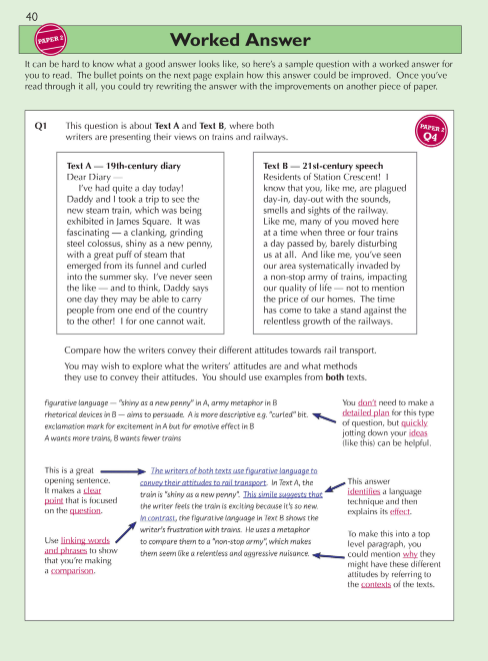 40
PAPER 2
Worked Answer
It can be hard to know what a good answer looks like, so here's a sample question with a worked answer for
you to read. The bullet points on the next page explain how this answer could be improved. Once you've
read through it all, you could try rewriting the answer with the improvements on another piece of paper.
Q1 This question is about Text A and Text B, where both
writers are presenting their views on trains and railways.
PAPER 2
Q4
Text A — 19th-century diary
Dear Diary —
I've had quite a day today!
Daddy and I took a trip to see the
new steam train, which was being
exhibited in James Square. It was
fascinating — a clanking, grinding
steel colossus, shiny as a new penny,
with a great puff of steam that
emerged from its funnel and curled
into the summer sky. I've never seen
the like — and to think, Daddy says
one day they may be able to carry
people from one end of the country
to the other! I for one cannot wait.
Text B — 21st-century speech
Residents of Station Crescent! I
know that you, like me, are plagued
day-in, day-out with the sounds,
smells and sights of the railway.
Like me, many of you moved here
at a time when three or four trains
a day passed by, barely disturbing
us at all. And like me, you've seen
our area systematically invaded by
a non-stop army of trains, impacting
our quality of life — not to mention
the price of our homes. The time
has come to take a stand against the
relentless growth of the railways.
Compare how the writers convey their different attitudes towards rail transport.
You may wish to explore what the writers' attitudes are and what methods
they use to convey their attitudes. You should use examples from both texts.
figurative language — "shiny as a new penny" in A, army metaphor in B
rhetorical devices in B — aims to persuade. A is more descriptive e.g. "curled" bit.
exclamation mark for excitement in A but for emotive effect in B
A wants more trains, B wants fewer trains
You don't need to make a
detailed plan for this type
of question, but quickly
jotting down your ideas
(like this) can be helpful.
This is a great
opening sentence.
It makes a clear
point that is focused
on the question.
Use linking words
and phrases to show
that you're making
a comparison.
The writers of both texts use figurative language to
convey their attitudes to rail transport. In Text A, the
train is "shiny as a new penny". This simile suggests that
the writer feels the train is exciting because it's so new.
In contrast, the figurative language in Text B shows the
writer's frustration with trains. He uses a metaphor
to compare them to a "non-stop army", which makes
them seem like a relentless and aggressive nuisance.
This answer
identifies a language
technique and then
explains its effect.
To make this into a top
level paragraph, you
could mention why they
might have these different
attitudes by referring to
the contexts of the texts.